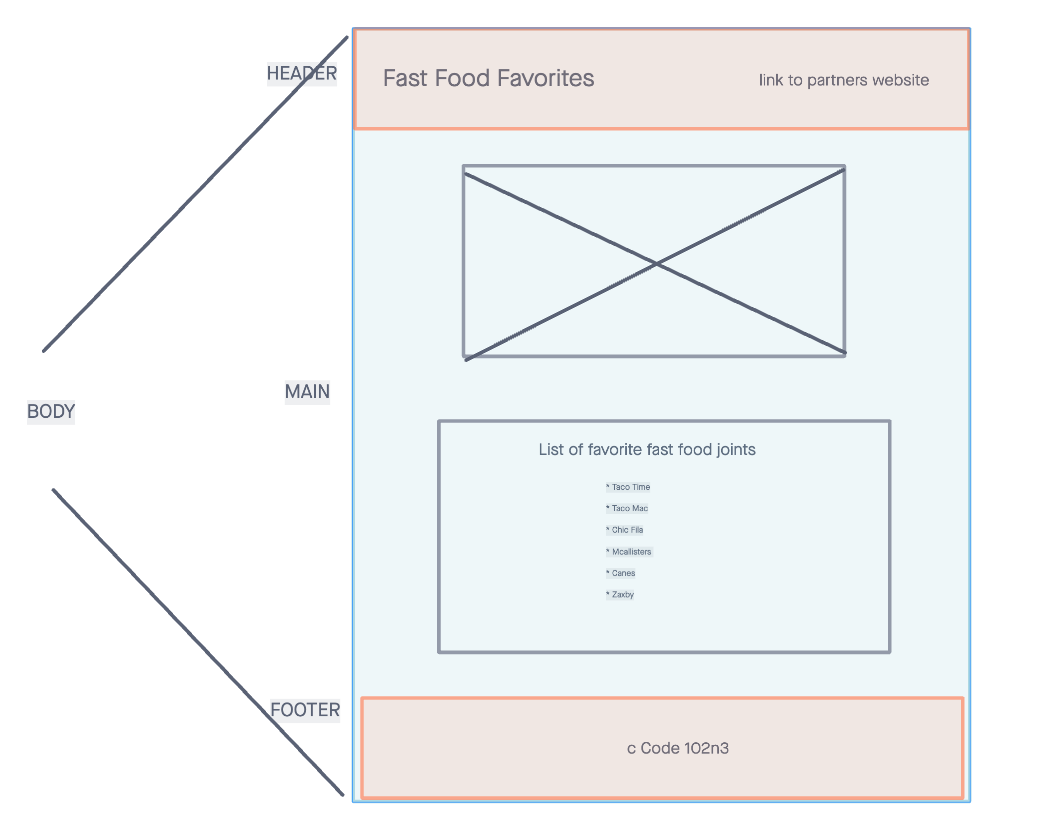 HEADER
Fast Food Favorites
link to partners website
MAIN
BODY
List of favorite fast food joints
* Taco Time
* Taco Mac
* Chic Fila
* Mcallisters
* Canes
* Zaxby
FOOTER
c Code 102n3